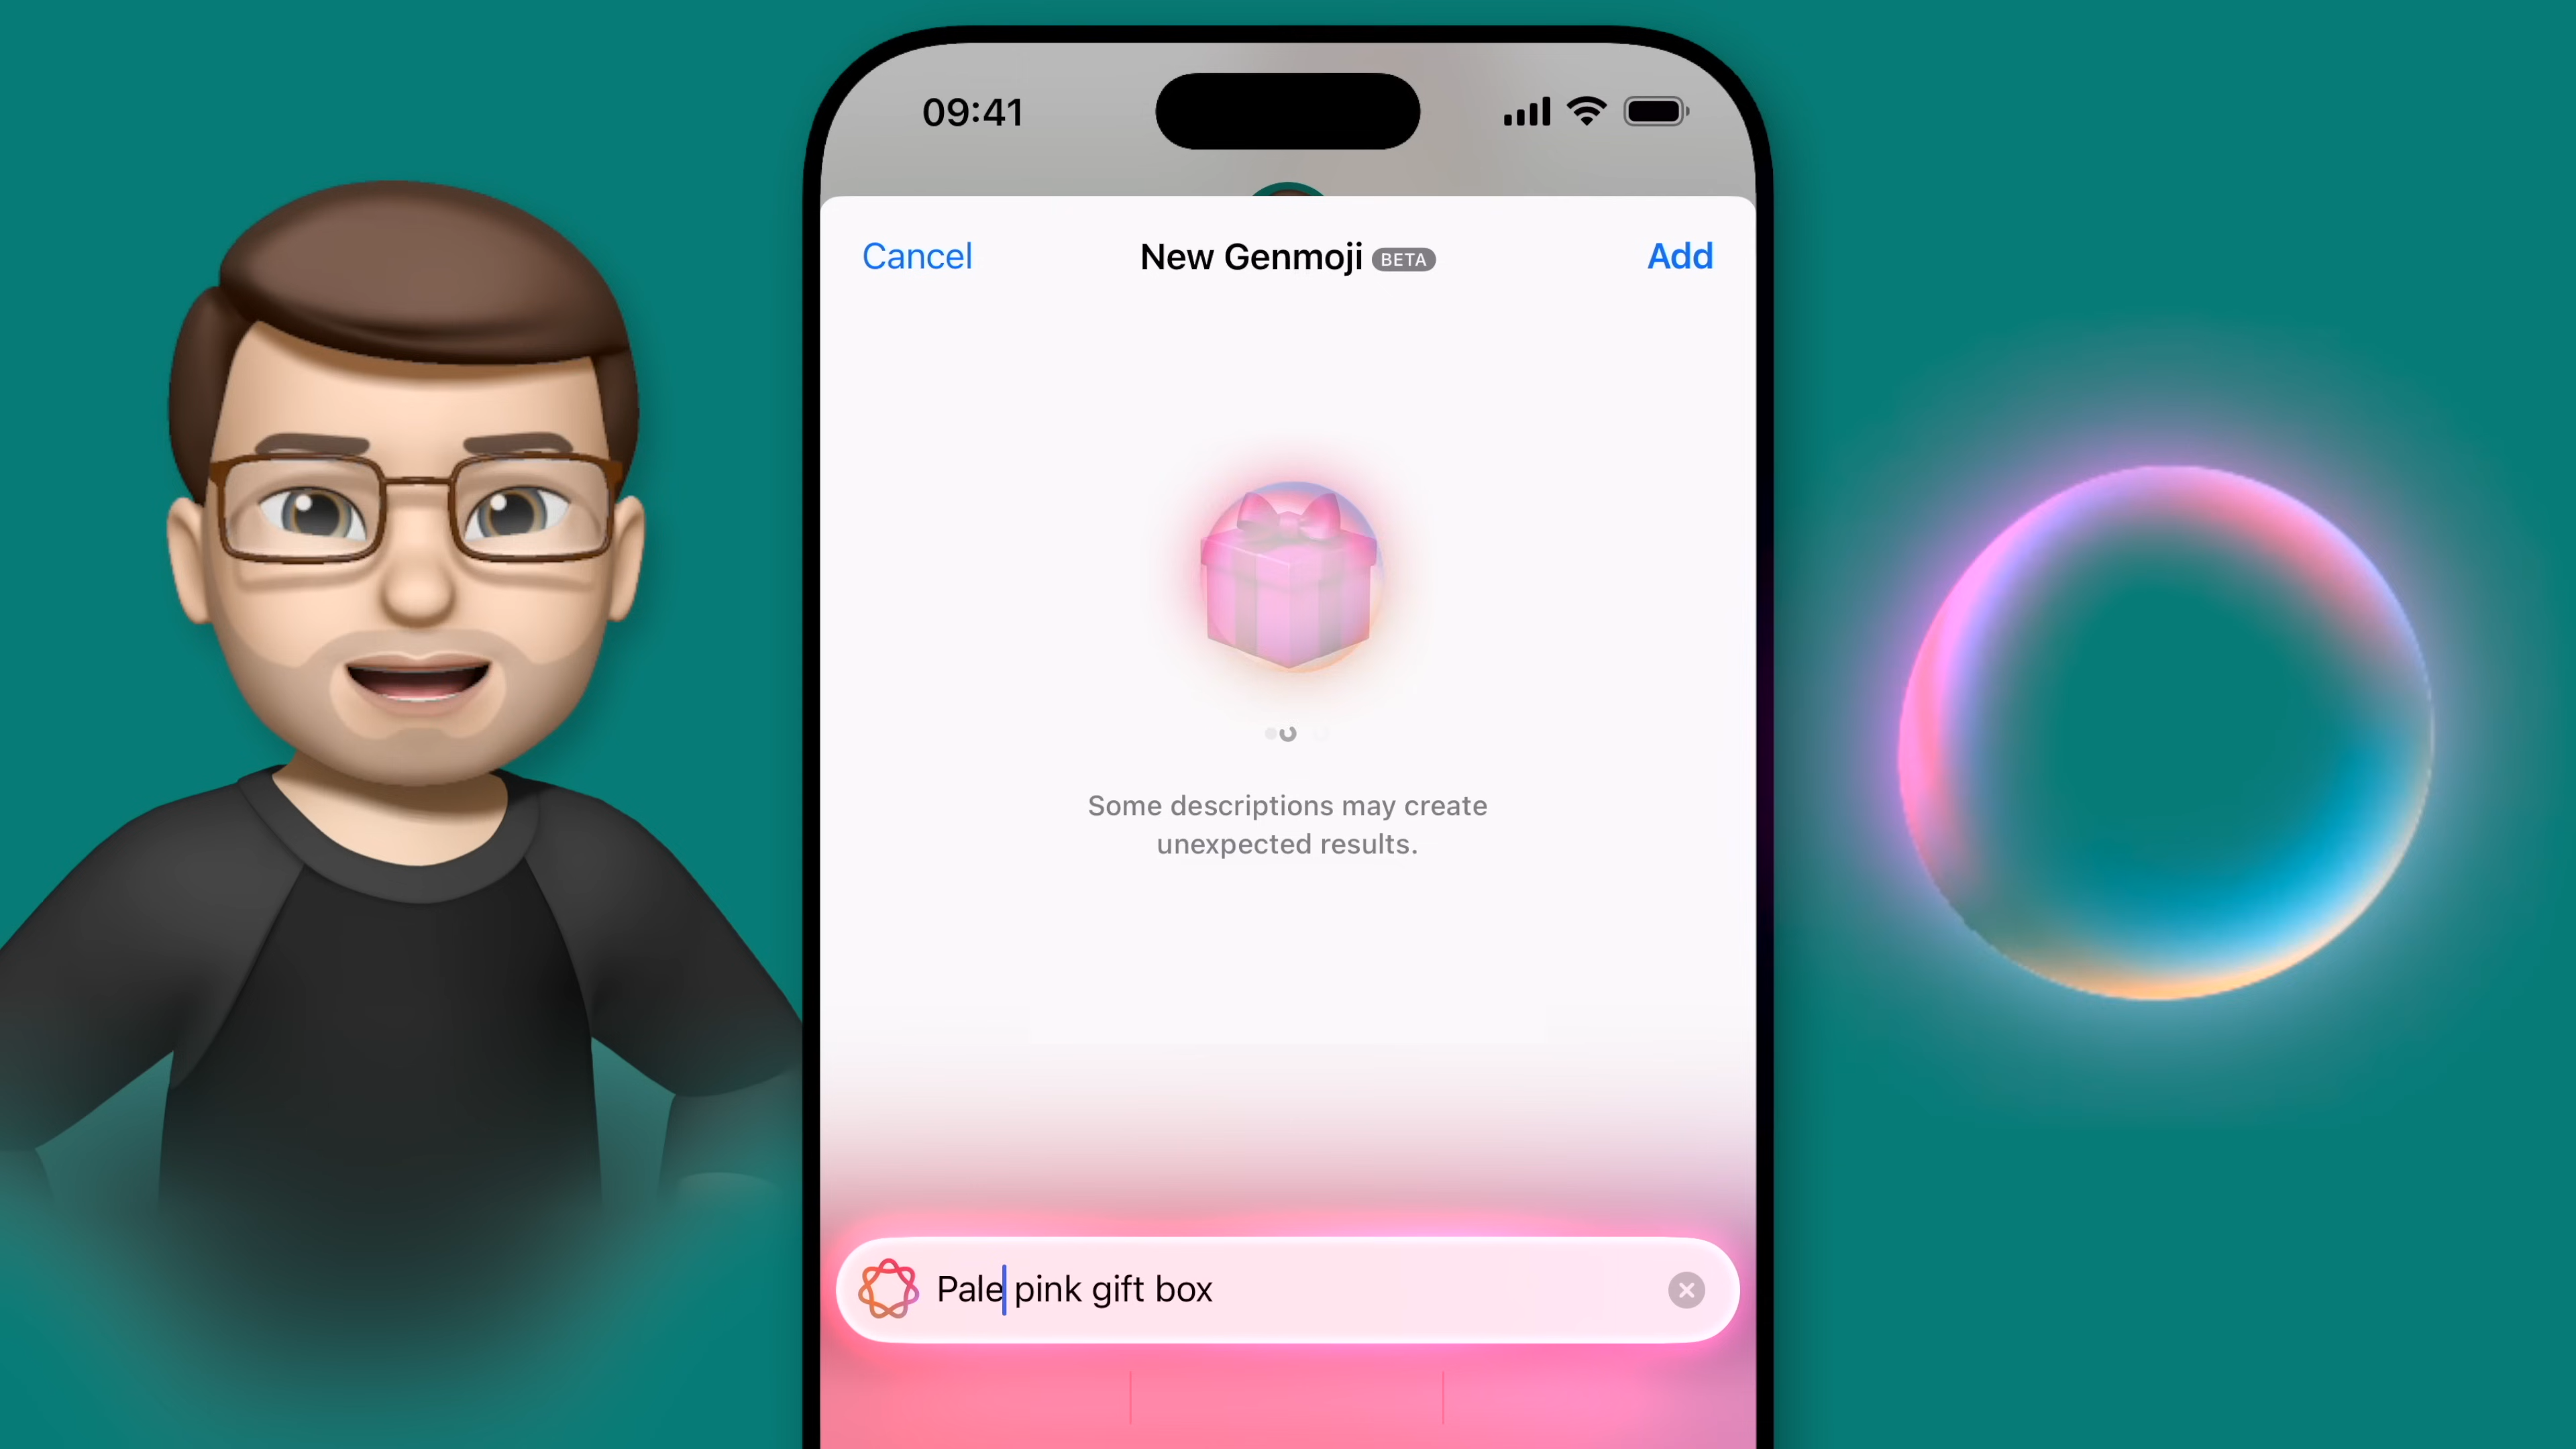 09:41
Cancel
New Genmoji BETA
Add
Some descriptions may create
unexpected results.
Pale pink gift box